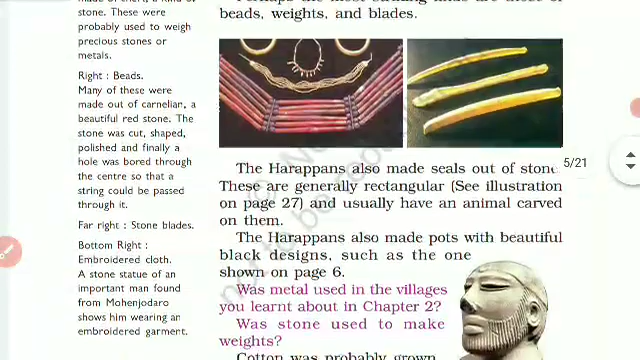 made of chert, a kind of
stone. These were
probably used to weigh
precious stones or
metals.
Right : Beads.
Many of these were
made out of carnelian, a
beautiful red stone. The
stone was cut, shaped,
polished and finally a
hole was bored through
the centre so that a
string could be passed
through it.
Far right : Stone blades.
Bottom Right :
Embroidered cloth.
A stone statue of an
important man found
from Mohenjodaro
shows him wearing an
embroidered garment.
beads, weights, and blades.
The Harappans also made seals out of stone
These are generally rectangular (See illustration
on page 27) and usually have an animal carved
on them.
The Harappans also made pots with beautiful
black designs, such as the one
shown on page 6.
Was metal used in the villages
you learnt about in Chapter 2?
Was stone used to make
weights?
Cotton was probably grown
5/21